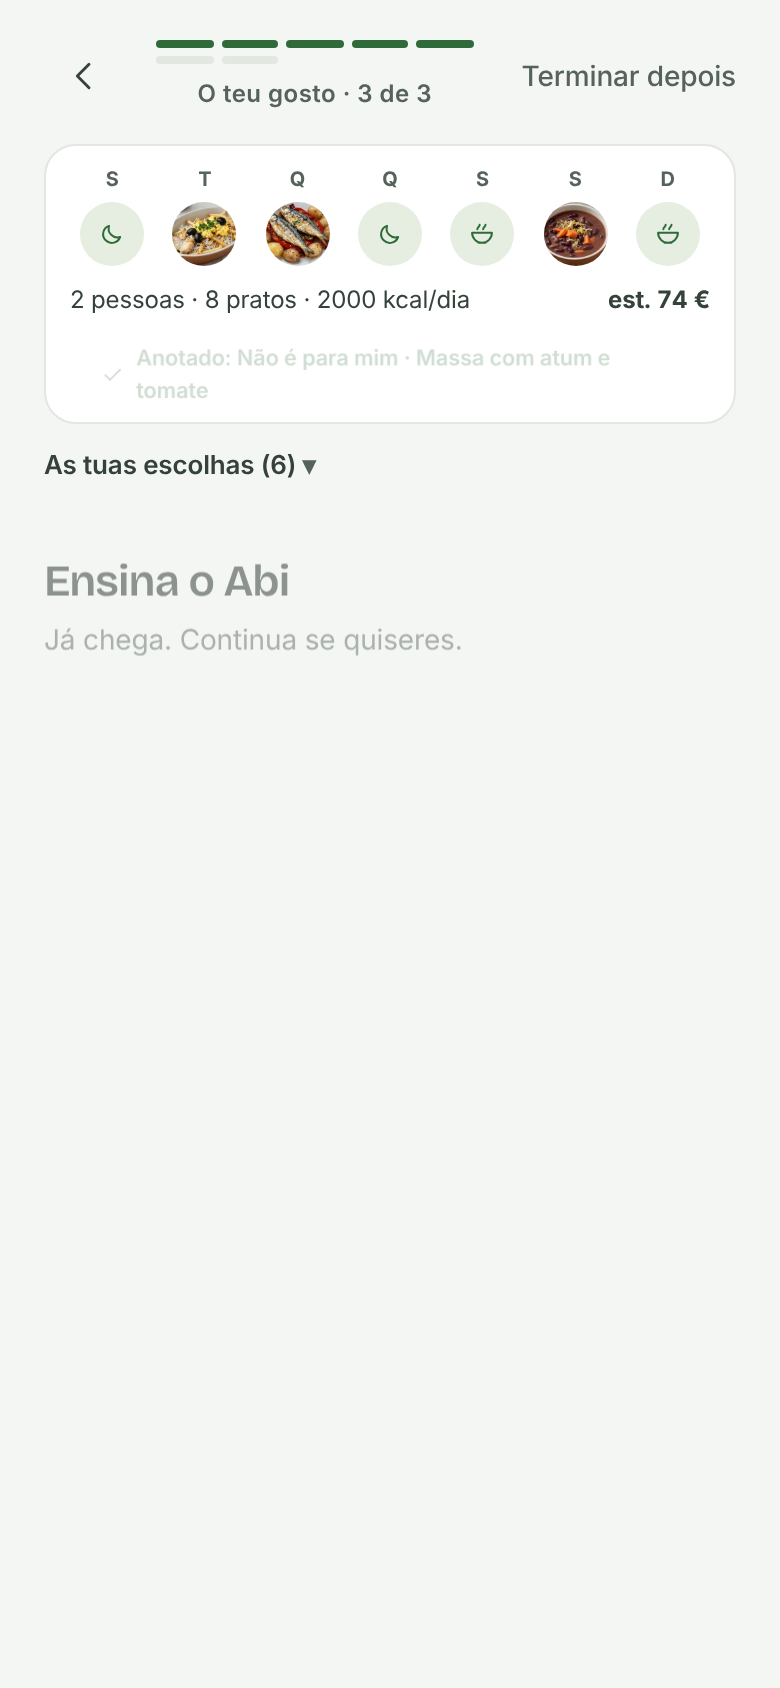 O teu gosto · 3 de 3
Terminar depois
S T Q Q S S D
2 pessoas · 8 pratos · 2000 kcal/dia est. 74 €
Anotado: Não é para mim · Massa com atum e
tomate
As tuas escolhas (6) ▾
Ensina o Abi
Já chega. Continua se quiseres.